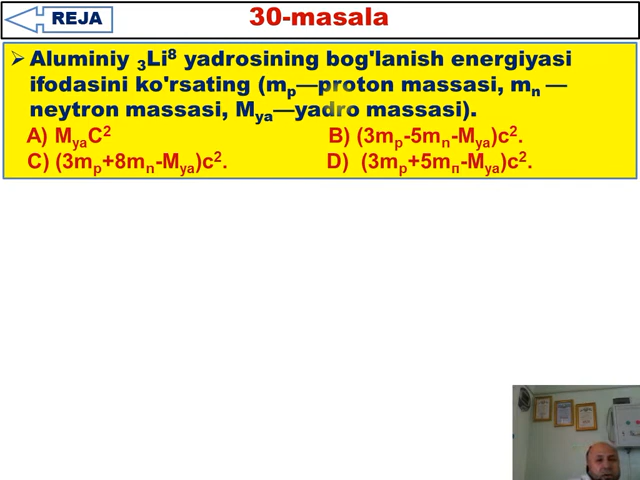 REJA
30-masala
➢ Aluminiy ₃Li⁸ yadrosining bog'lanish energiyasi
ifodasini ko'rsating (mₚ—proton massasi, mₙ —
neytron massasi, Mya—yadro massasi).
A) MyaC² B) (3mₚ-5mₙ-Mya)c².
C) (3mₚ+8mₙ-Mya)c². D) (3mₚ+5mₙ-Mya)c².